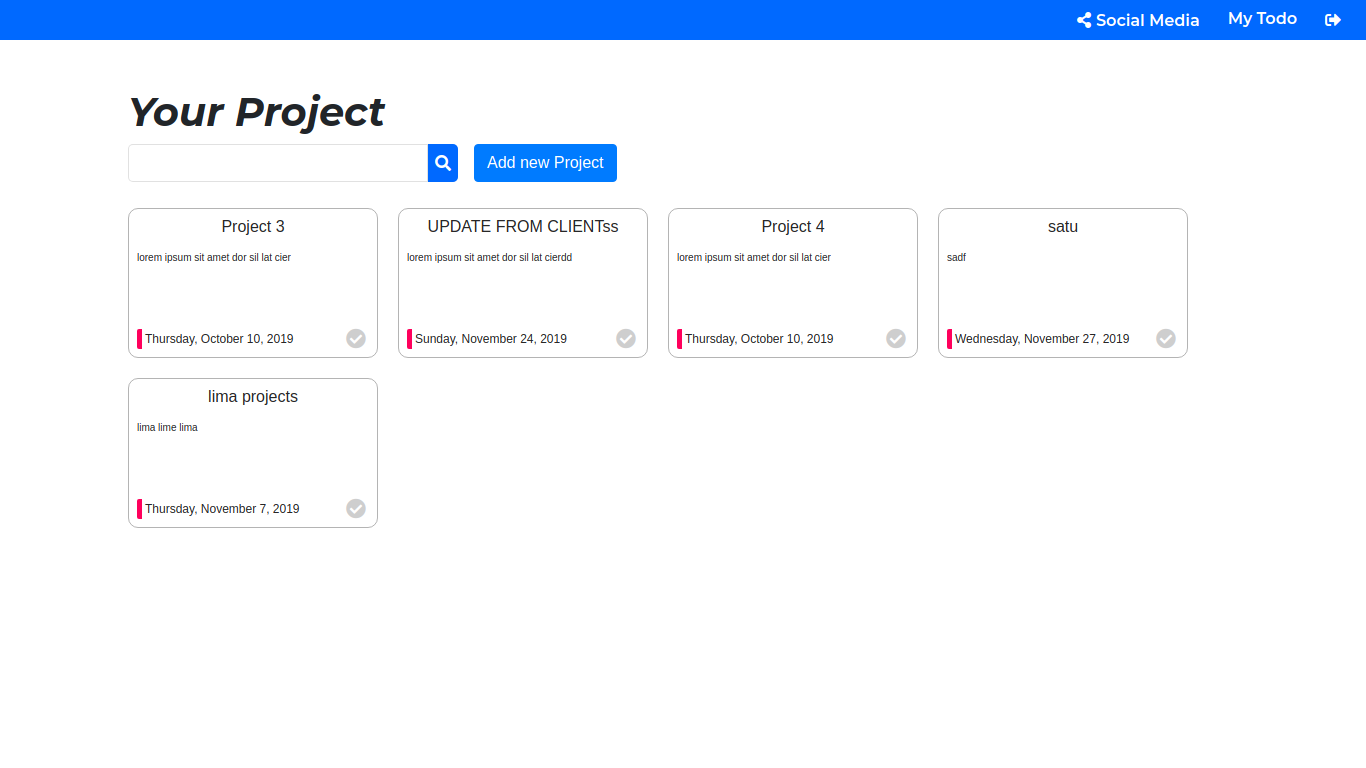 Social Media My Todo
Your Project
Add new Project
Project 3
lorem ipsum sit amet dor sil lat cier
Thursday, October 10, 2019
UPDATE FROM CLIENTss
lorem ipsum sit amet dor sil lat cierdd
Sunday, November 24, 2019
Project 4
lorem ipsum sit amet dor sil lat cier
Thursday, October 10, 2019
satu
sadf
Wednesday, November 27, 2019
lima projects
lima lime lima
Thursday, November 7, 2019